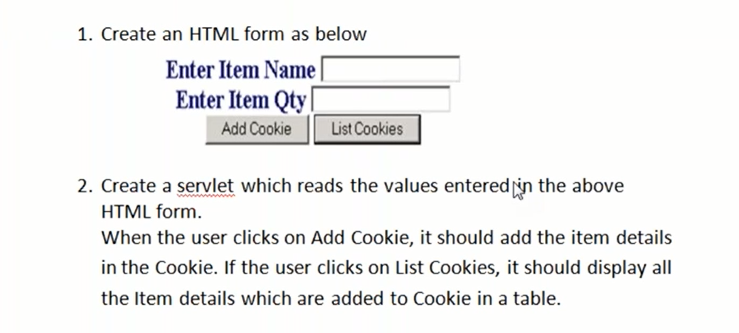 1. Create an HTML form as below
Enter Item Name
Enter Item Qty
Add Cookie List Cookies
2. Create a servlet which reads the values entered in the above
HTML form.
When the user clicks on Add Cookie, it should add the item details
in the Cookie. If the user clicks on List Cookies, it should display all
the Item details which are added to Cookie in a table.